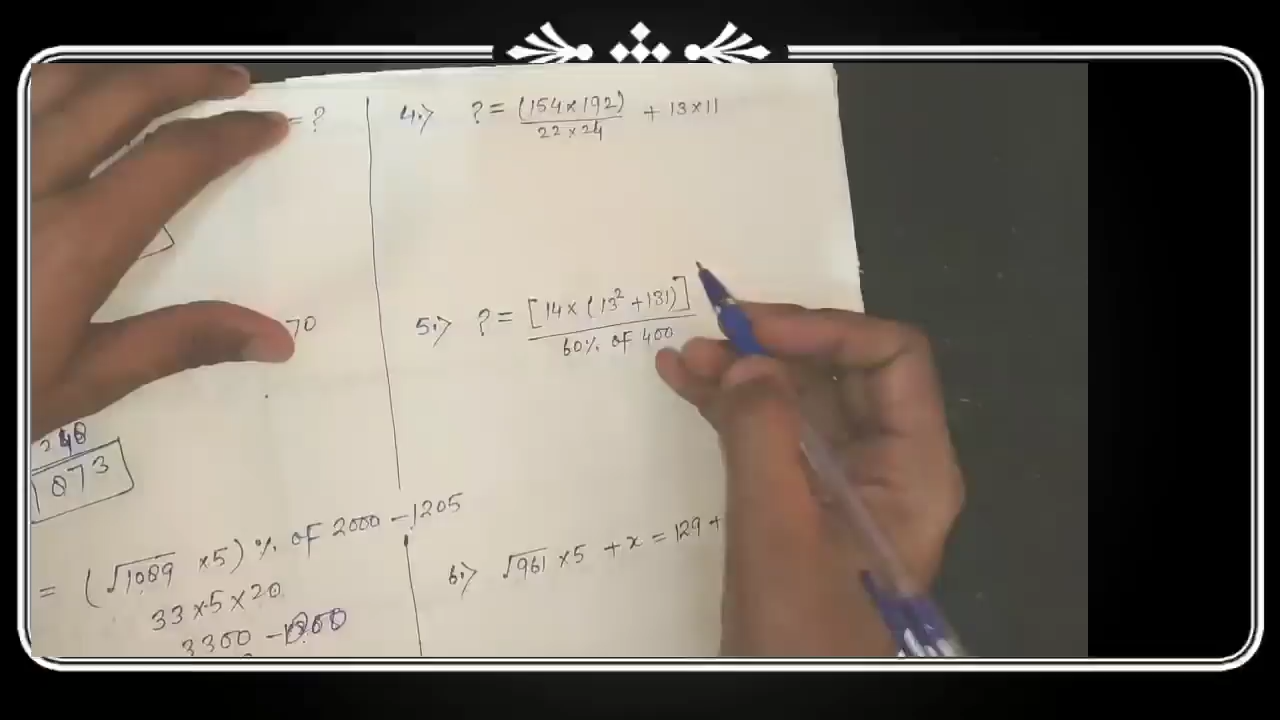 = ?
70
248
1073
= (√1089 ×5) % of 2000 - 1205
33×5×20
3300 -
4.> ? = (154×192) / 22×24 + 13×11
5.> ? = [14×(13² +131)] / 60% of 400
6.> √961 ×5 + x = 129 +